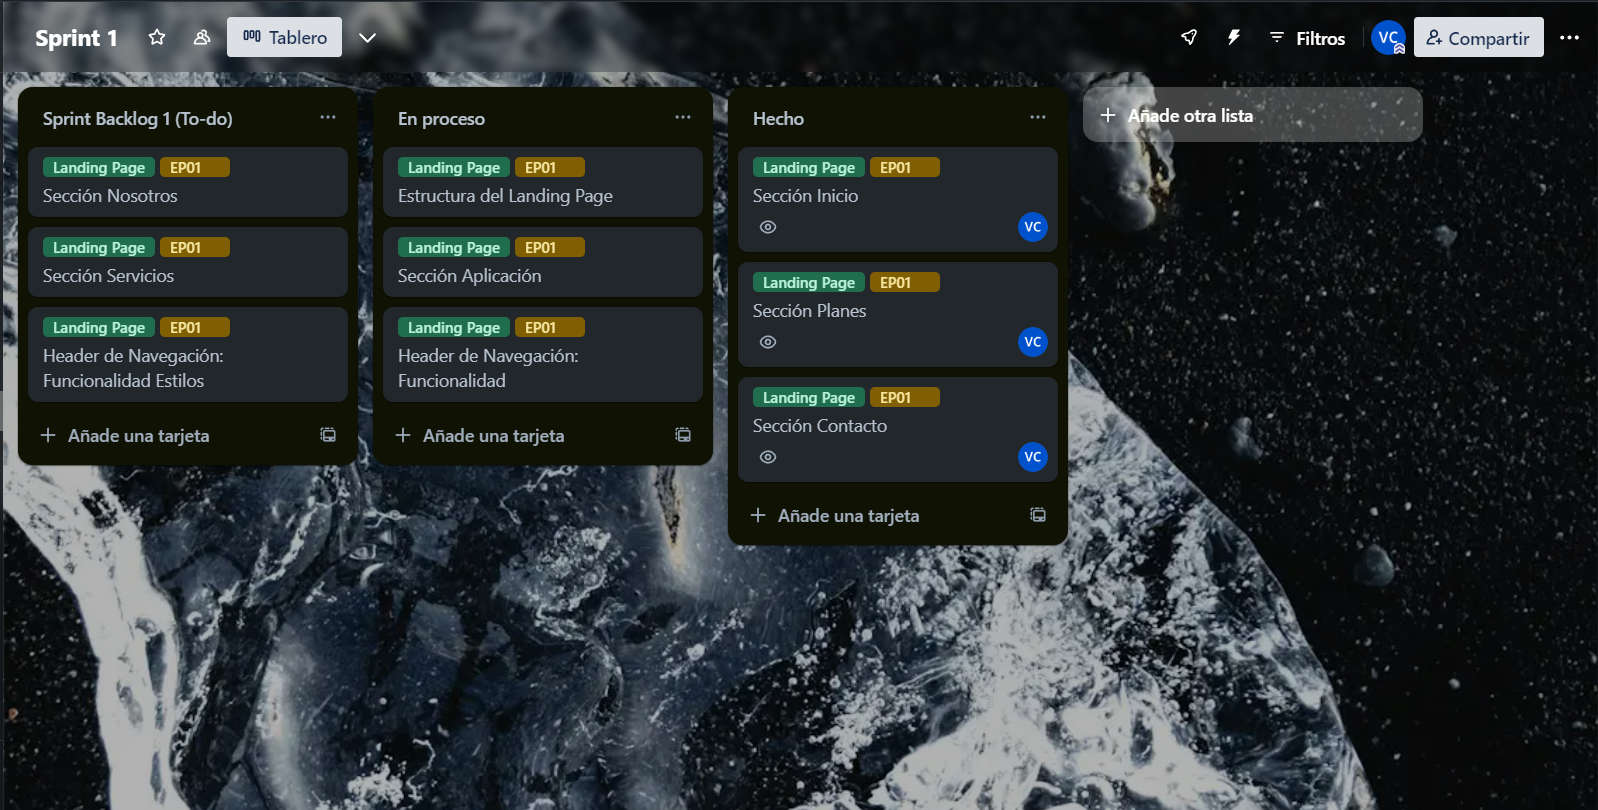 Sprint 1
Tablero
Filtros
VC
Compartir
Sprint Backlog 1 (To-do)
Landing Page EP01
Sección Nosotros
Landing Page EP01
Sección Servicios
Landing Page EP01
Header de Navegación:
Funcionalidad Estilos
Añade una tarjeta
En proceso
Landing Page EP01
Estructura del Landing Page
Landing Page EP01
Sección Aplicación
Landing Page EP01
Header de Navegación:
Funcionalidad
Añade una tarjeta
Hecho
Landing Page EP01
Sección Inicio
VC
Landing Page EP01
Sección Planes
VC
Landing Page EP01
Sección Contacto
VC
Añade una tarjeta
Añade otra lista